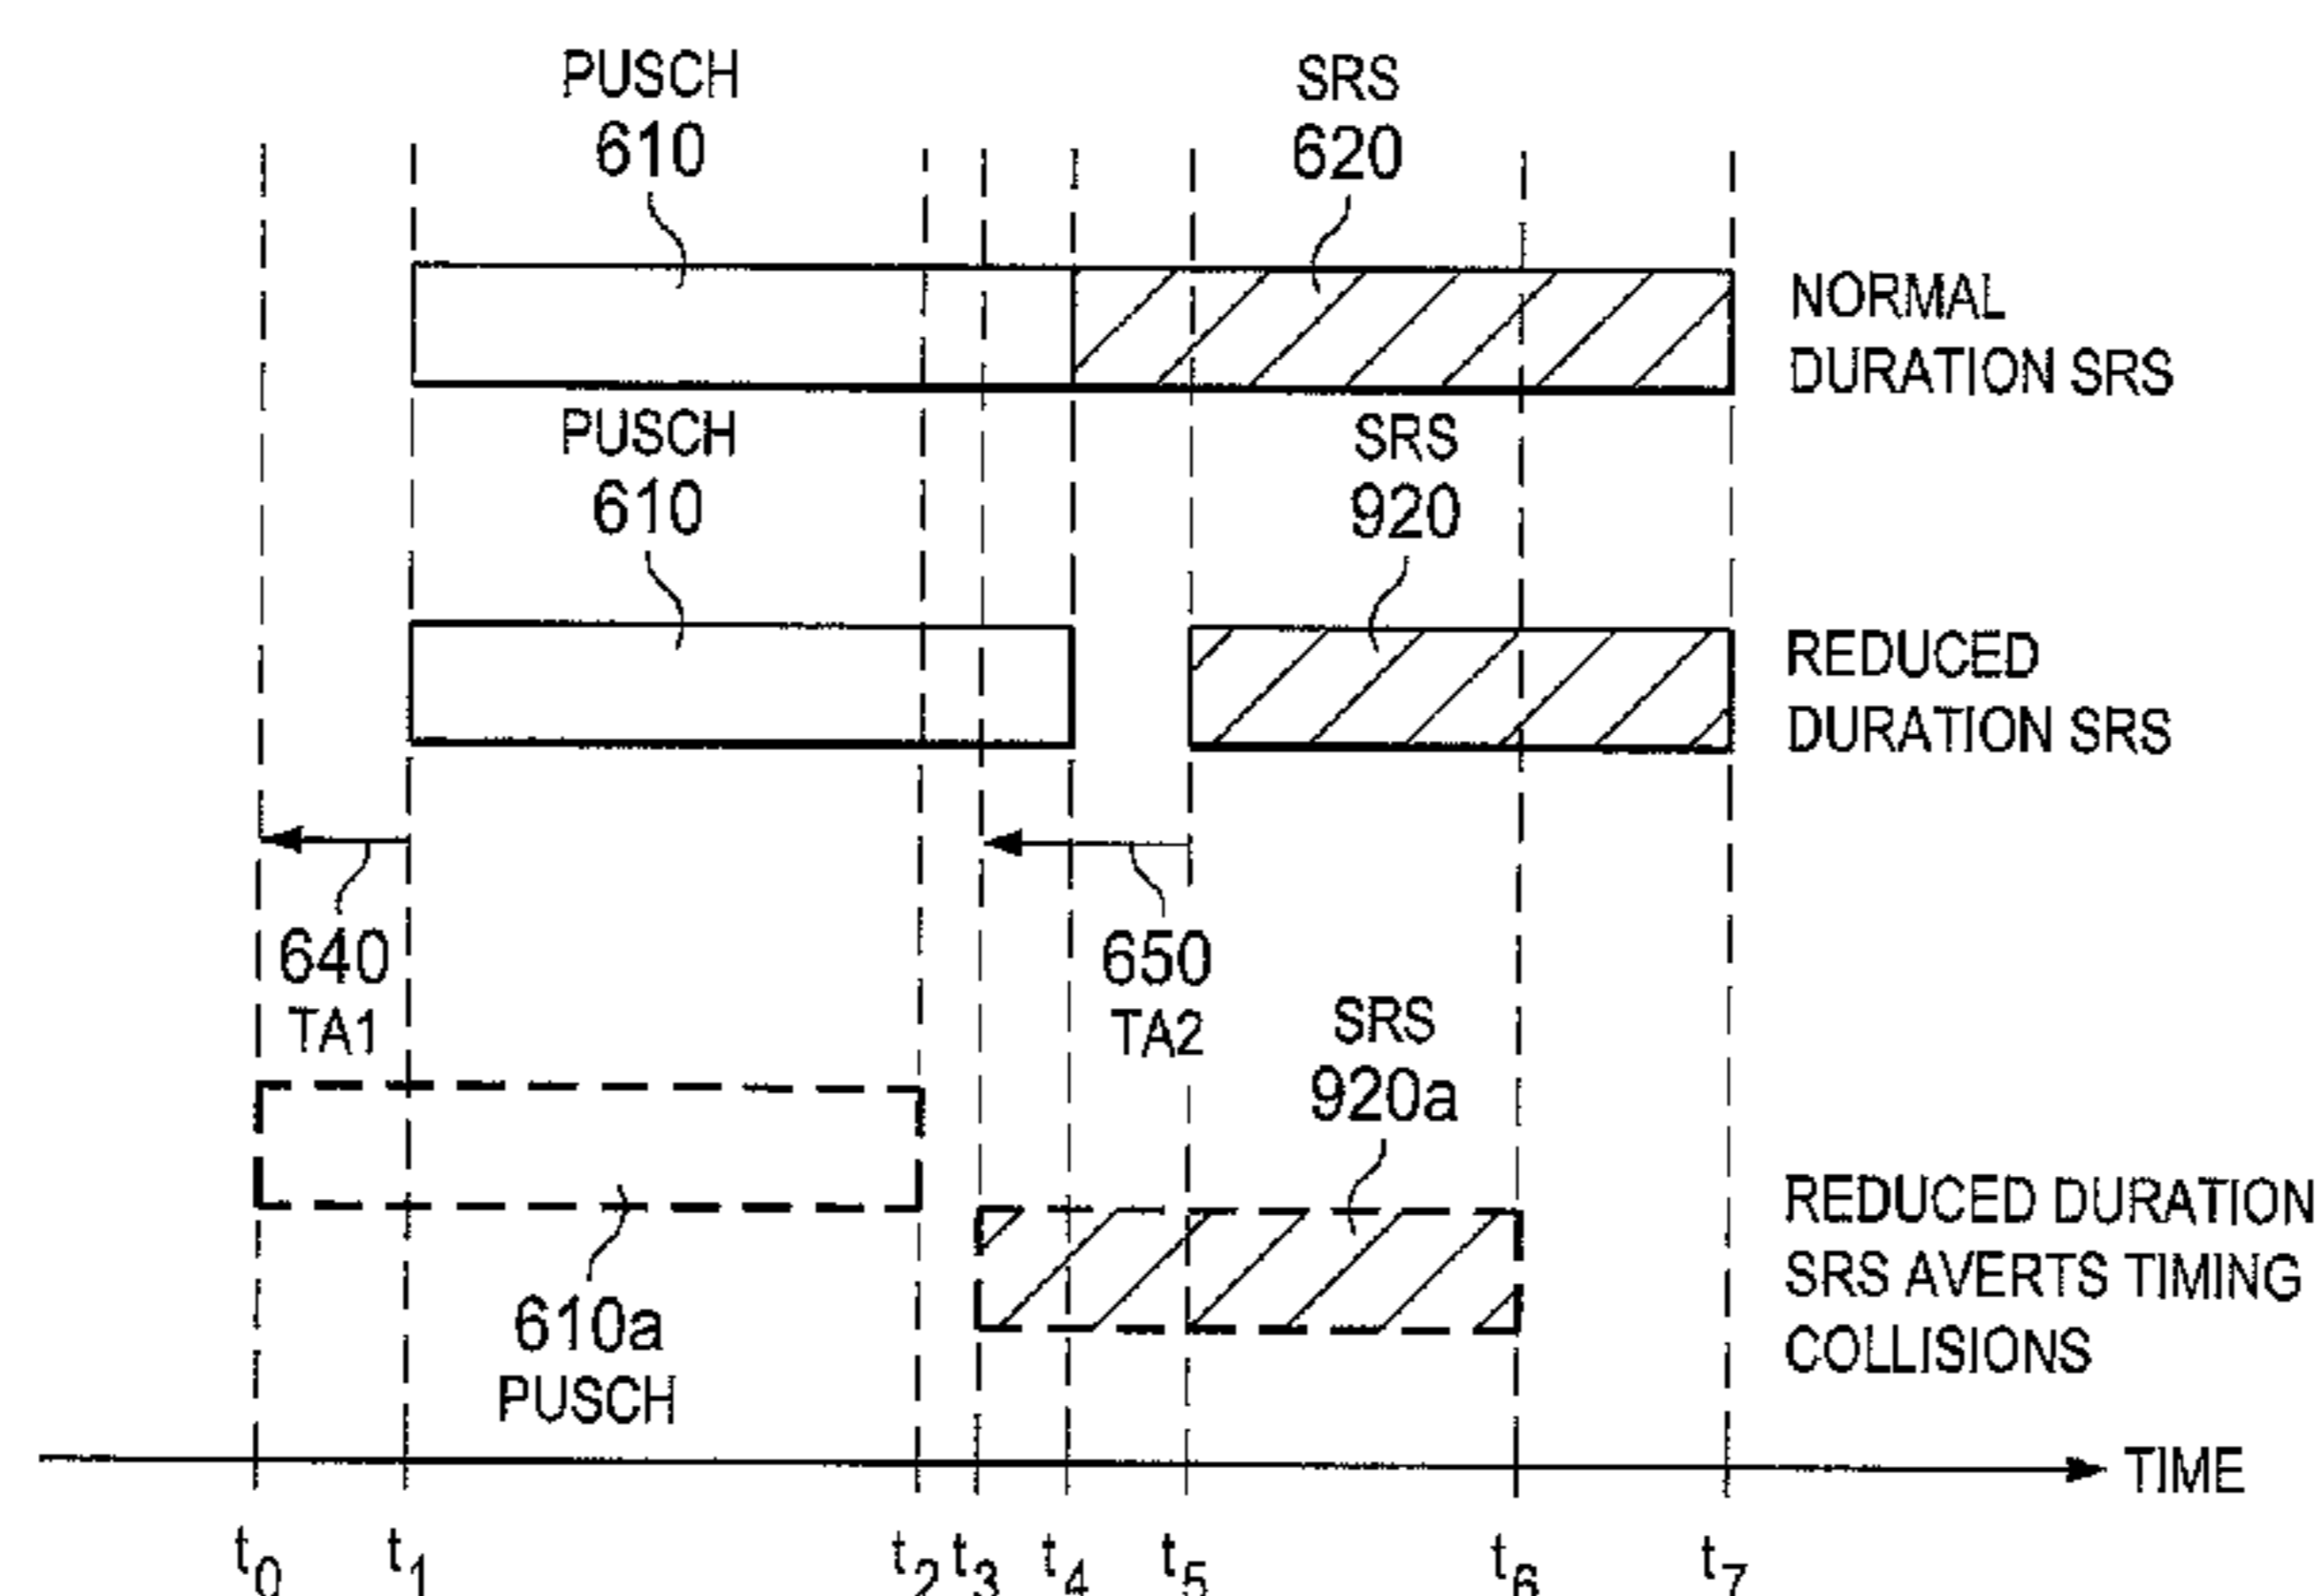 PUSCH
610
SRS
620
NORMAL
DURATION SRS
PUSCH
610
SRS
920
REDUCED
DURATION SRS
640
TA1
650
TA2
SRS
920a
610a
PUSCH
REDUCED DURATION
SRS AVERTS TIMING
COLLISIONS
TIME
t0 t1 t2 t3 t4 t5 t6 t7